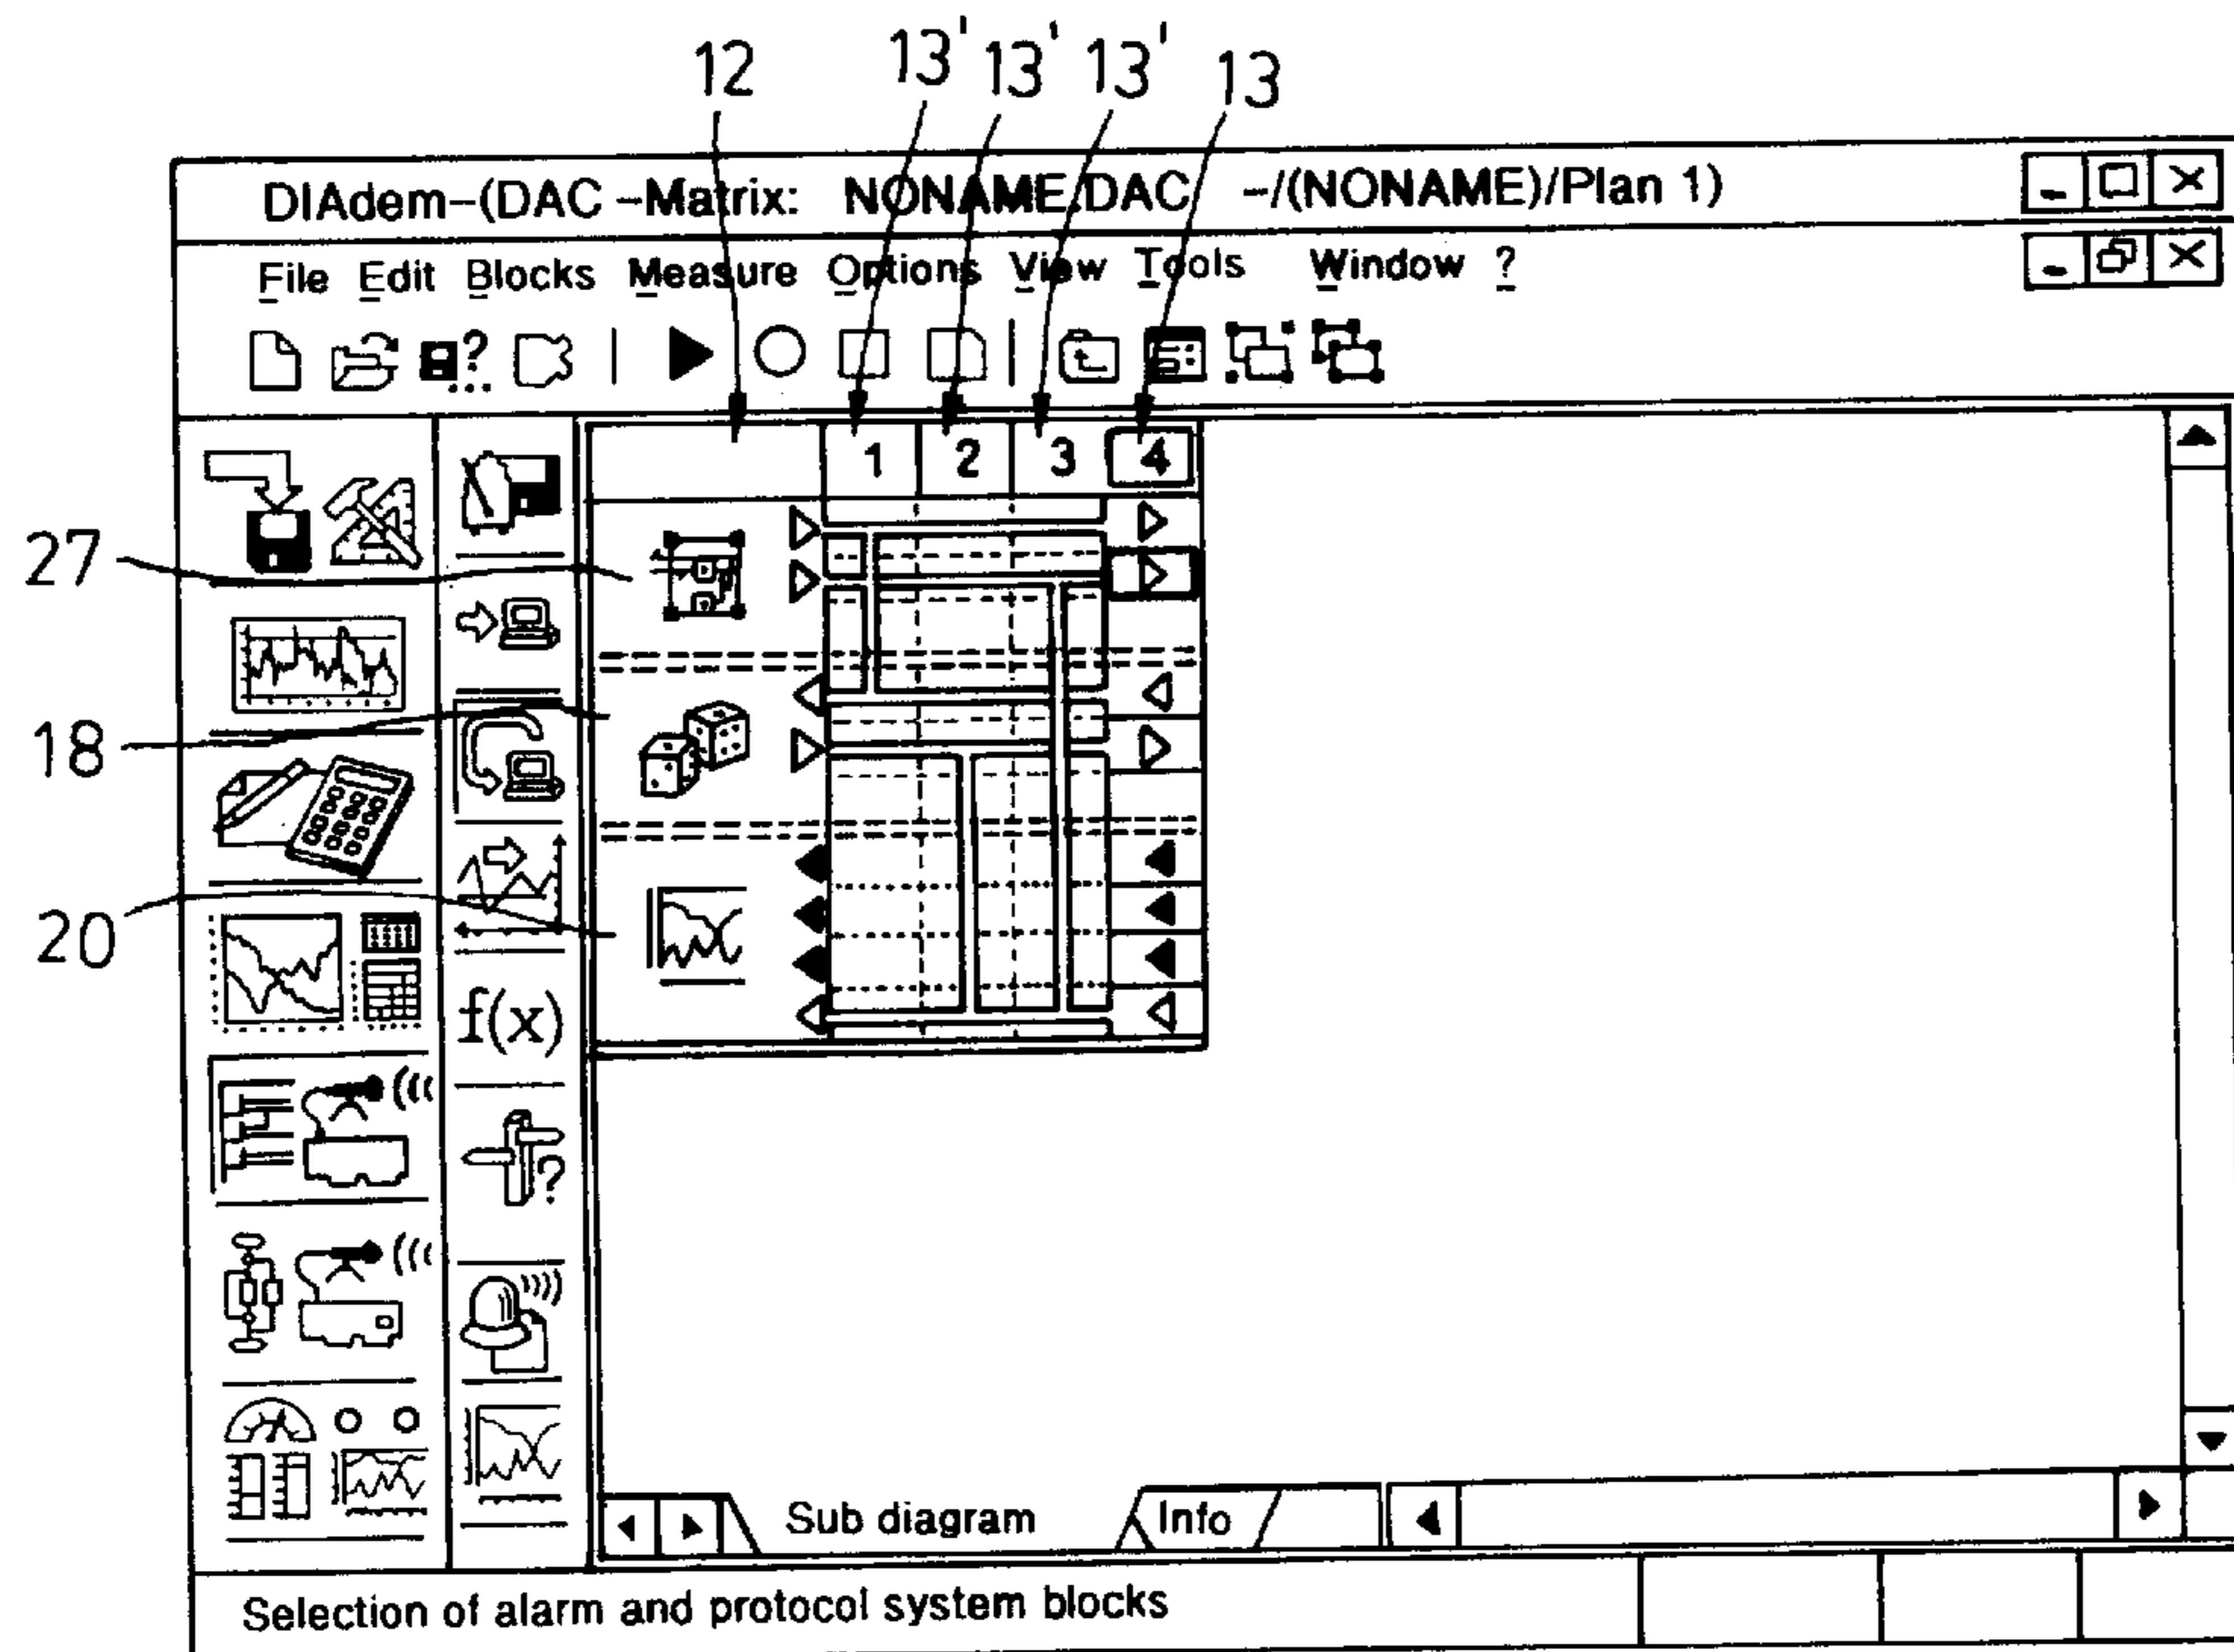 12 13' 13' 13' 13
DIAdem-(DAC -Matrix: NONAME.DAC -/(NONAME)/Plan 1)
File Edit Blocks Measure Options View Tools Window ?
?
1 2 3 4
27
18
20
f(x)
?
Sub diagram Info
Selection of alarm and protocol system blocks